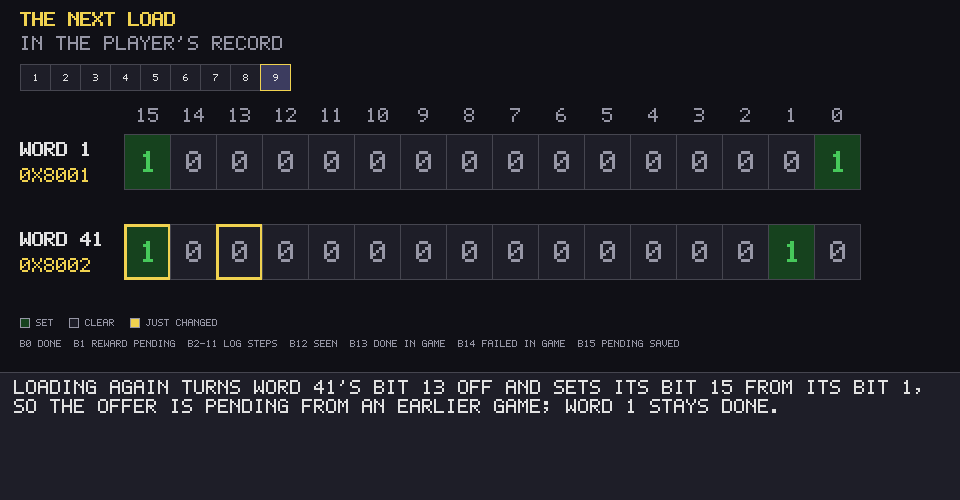 THE NEXT LOAD
IN THE PLAYER'S RECORD
1 2 3 4 5 6 7 8 9
15 14 13 12 11 10 9 8 7 6 5 4 3 2 1 0
WORD 1
0X8001
1 0 0 0 0 0 0 0 0 0 0 0 0 0 0 1
WORD 41
0X8002
1 0 0 0 0 0 0 0 0 0 0 0 0 0 1 0
SET CLEAR JUST CHANGED
B0 DONE B1 REWARD PENDING B2-11 LOG STEPS B12 SEEN B13 DONE IN GAME B14 FAILED IN GAME B15 PENDING SAVED
LOADING AGAIN TURNS WORD 41'S BIT 13 OFF AND SETS ITS BIT 15 FROM ITS BIT 1,
SO THE OFFER IS PENDING FROM AN EARLIER GAME; WORD 1 STAYS DONE.